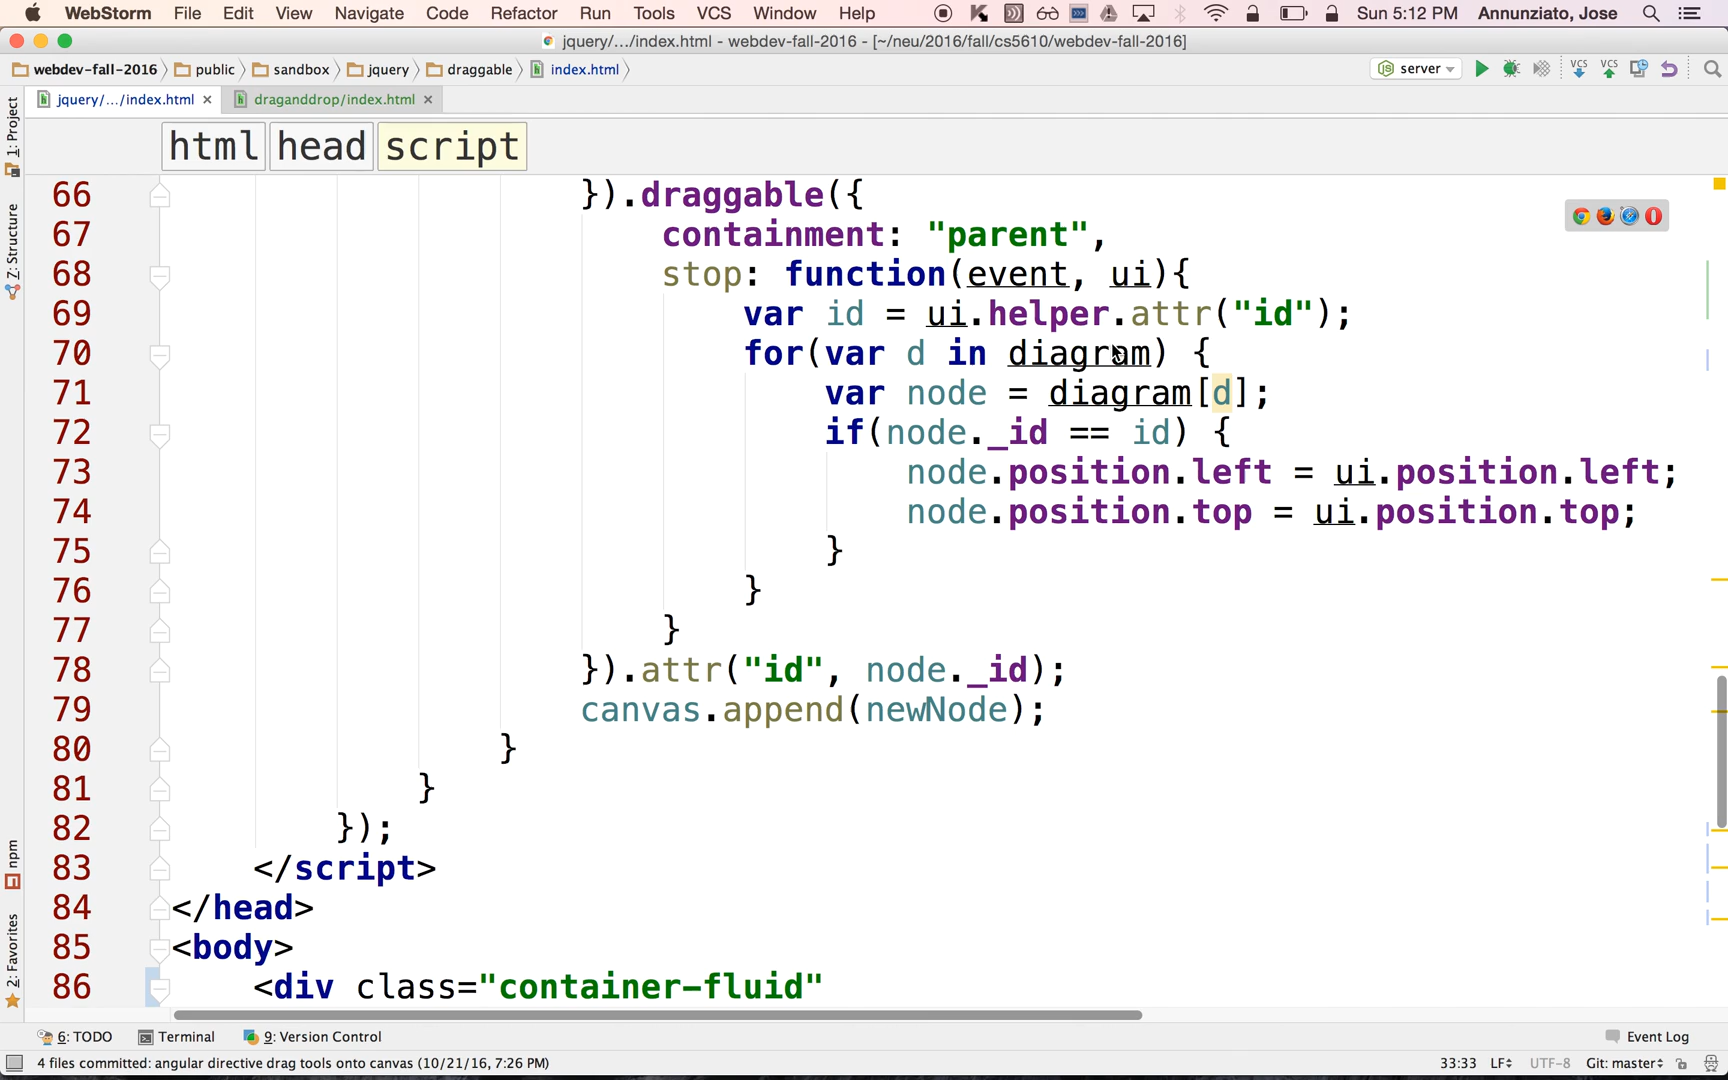 WebStorm File Edit View Navigate Code Refactor Run Tools VCS Window Help Sun 5:12 PM Annunziato, Jose
jquery/.../index.html - webdev-fall-2016 - [~/neu/2016/fall/cs5610/webdev-fall-2016]
webdev-fall-2016 public sandbox jquery draggable index.html server VCS VCS
jquery/.../index.html draganddrop/index.html
1: Project
Z: Structure
npm
2: Favorites
html head script
66 }).draggable({
67 containment: "parent",
68 stop: function(event, ui){
69 var id = ui.helper.attr("id");
70 for(var d in diagram) {
71 var node = diagram[d];
72 if(node._id == id) {
73 node.position.left = ui.position.left;
74 node.position.top = ui.position.top;
75 }
76 }
77 }
78 }).attr("id", node._id);
79 canvas.append(newNode);
80 }
81 }
82 });
83 </script>
84 </head>
85 <body>
86 <div class="container-fluid"
6: TODO Terminal 9: Version Control Event Log
4 files committed: angular directive drag tools onto canvas (10/21/16, 7:26 PM) 33:33 LF UTF-8 Git: master